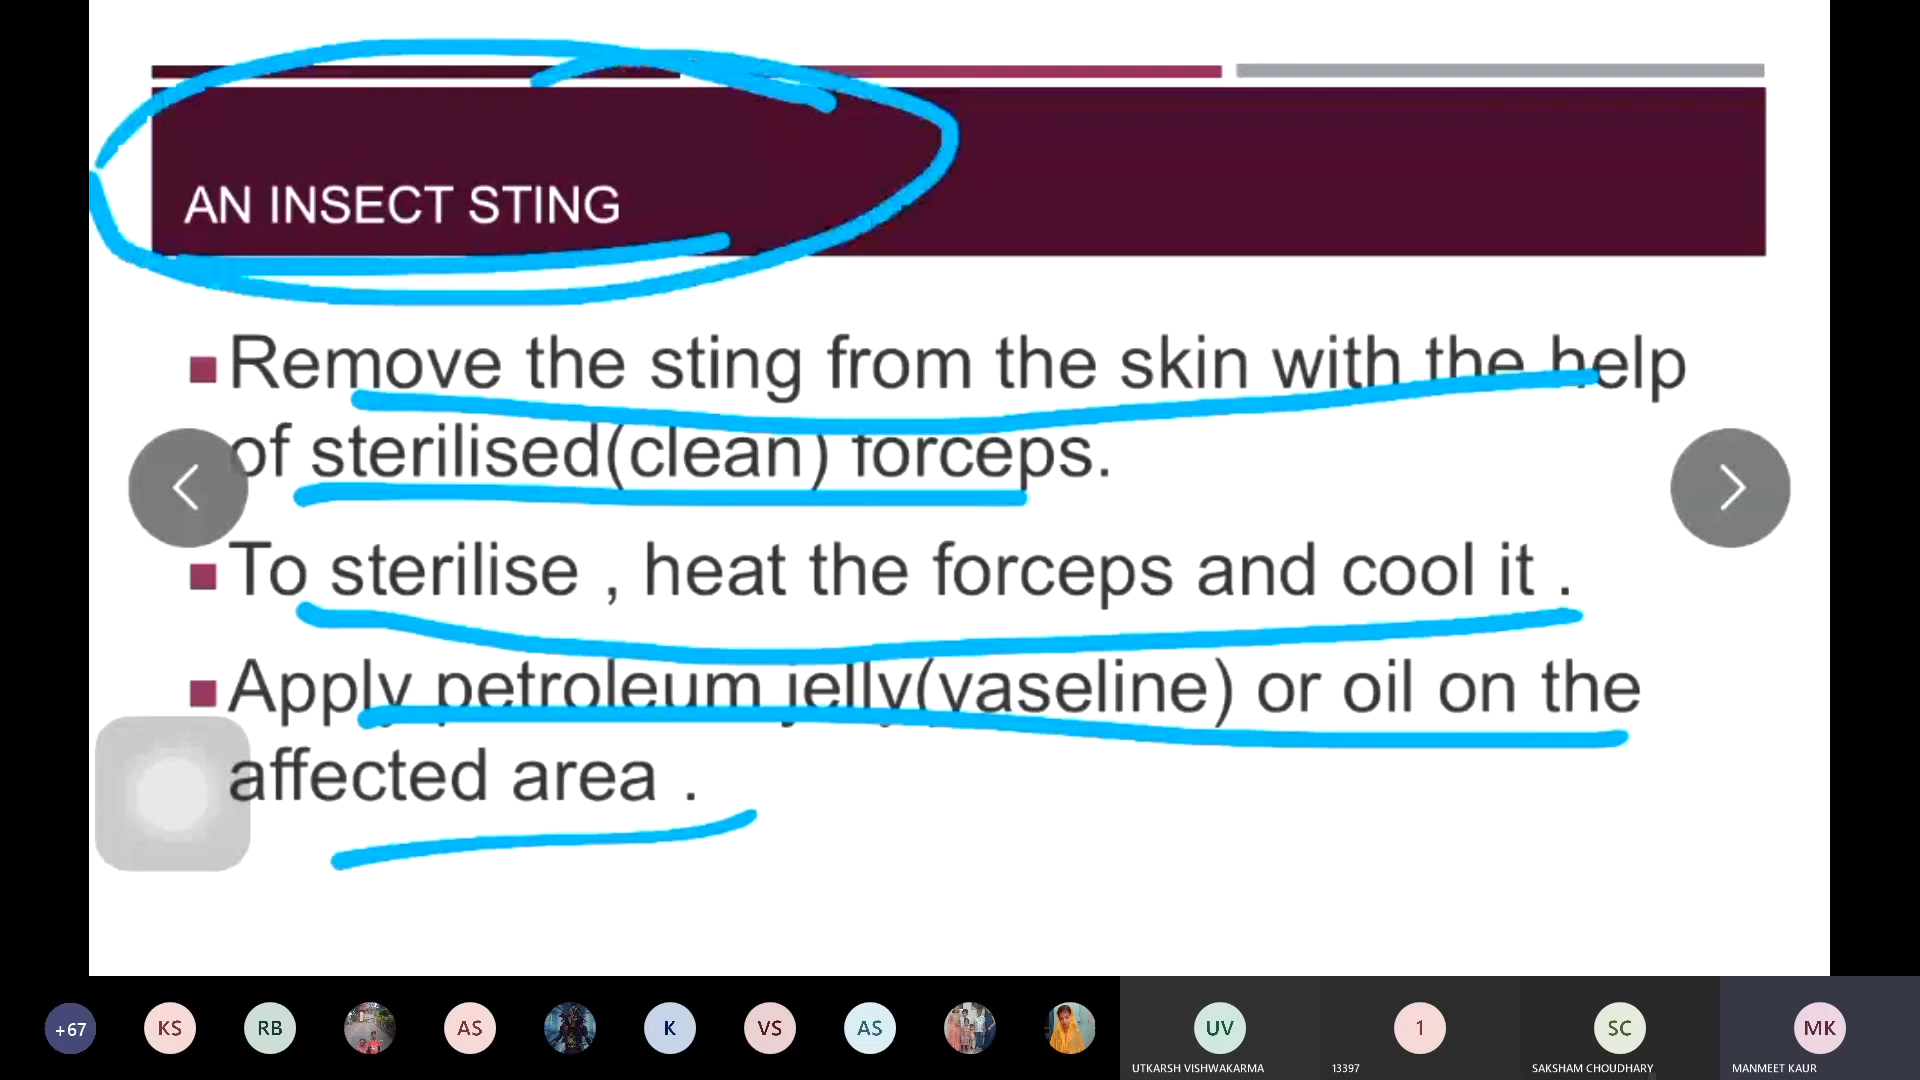 AN INSECT STING
Remove the sting from the skin with the help
of sterilised(clean) forceps.
To sterilise , heat the forceps and cool it .
Apply petroleum jelly(vaseline) or oil on the
affected area .
+67
KS
RB
AS
K
VS
AS
UV
1
SC
MK
UTKARSH VISHWAKARMA
13397
SAKSHAM CHOUDHARY
MANMEET KAUR